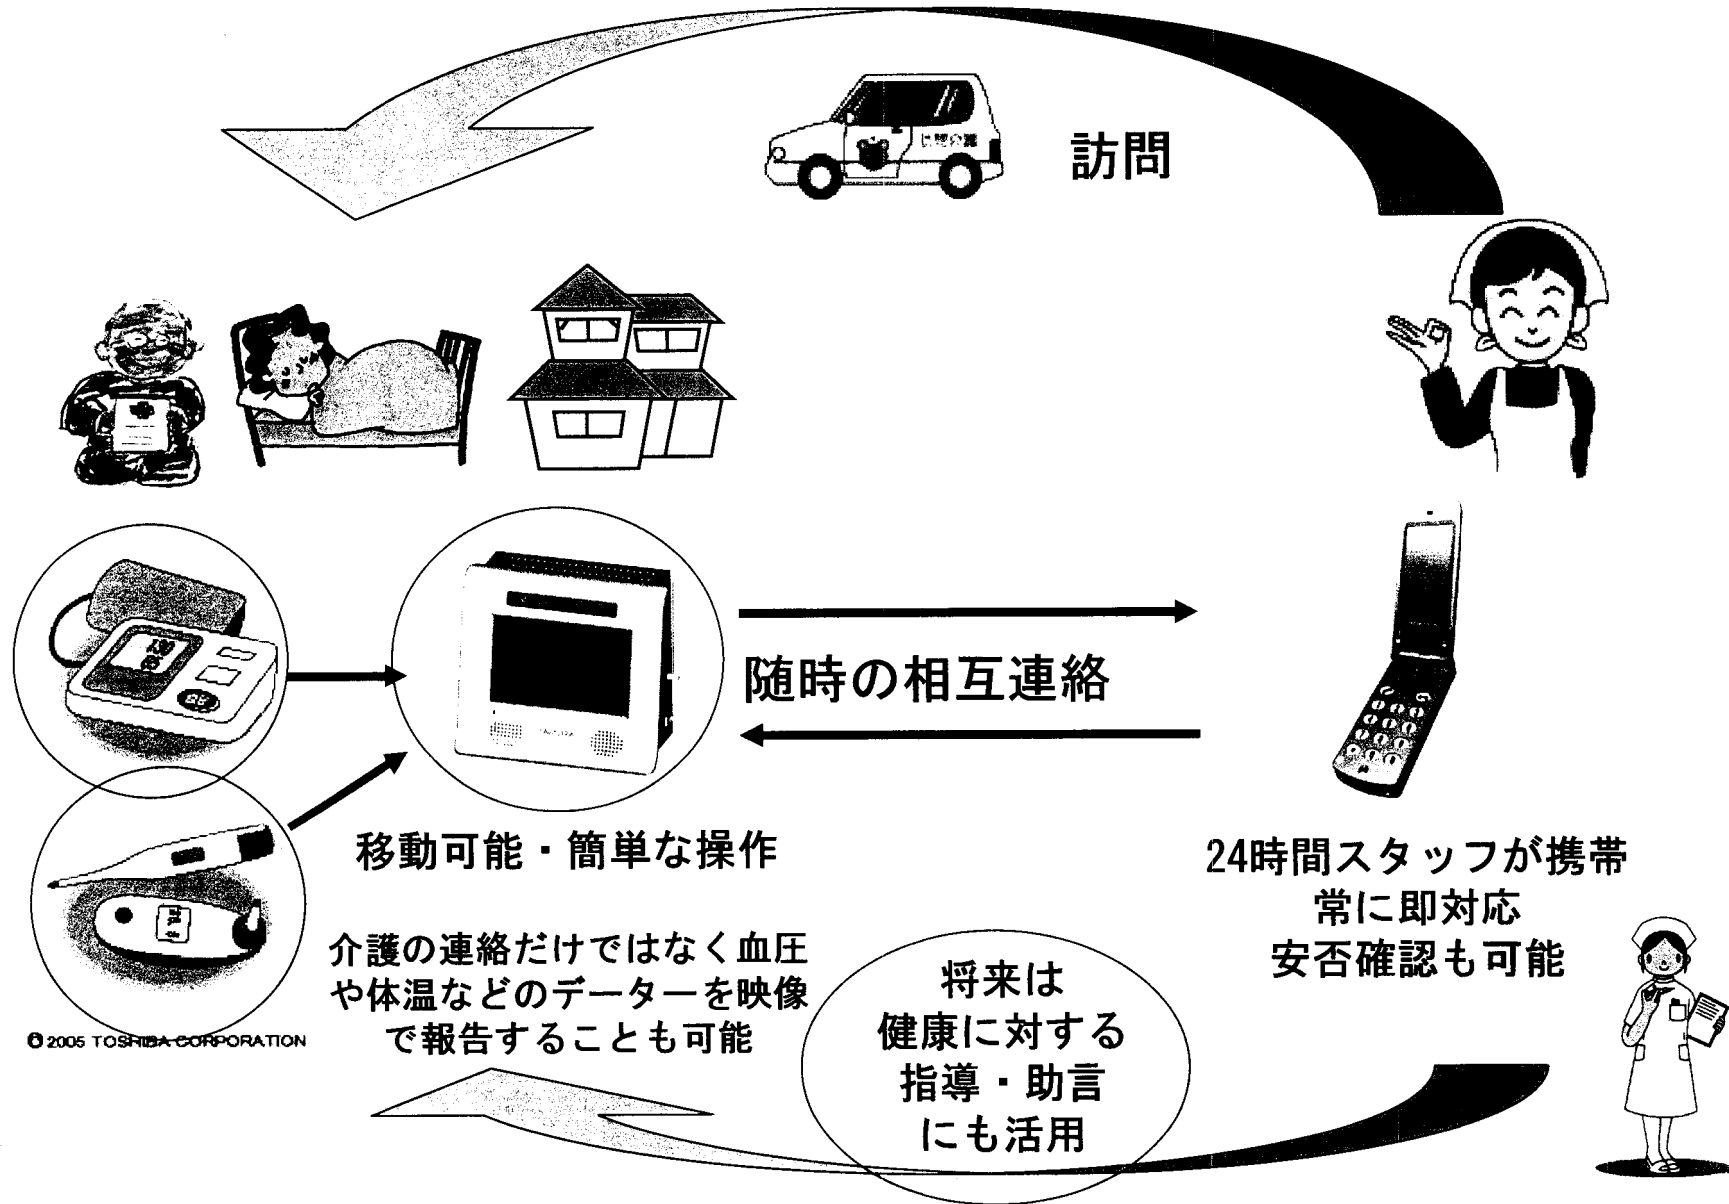 訪問
随時の相互連絡
移動可能・簡単な操作
24時間スタッフが携帯
常に即対応
安否確認も可能
介護の連絡だけではなく血圧
や体温などのデーターを映像
で報告することも可能
将来は
健康に対する
指導・助言
にも活用
© 2005 TOSHIBA CORPORATION